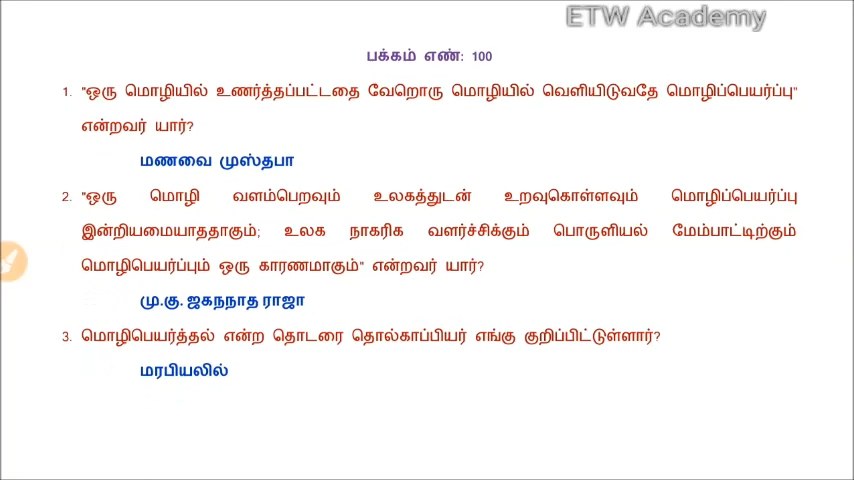 ETW Academy
பக்கம் எண்: 100
1. "ஒரு மொழியில் உணர்த்தப்பட்டதை வேறொரு மொழியில் வெளியிடுவதே மொழிப்பெயர்ப்பு"
என்றவர் யார்?
மணவை முஸ்தபா
2. "ஒரு மொழி வளம்பெறவும் உலகத்துடன் உறவுகொள்ளவும் மொழிப்பெயர்ப்பு
இன்றியமையாததாகும்; உலக நாகரிக வளர்ச்சிக்கும் பொருளியல் மேம்பாட்டிற்கும்
மொழிபெயர்ப்பும் ஒரு காரணமாகும்" என்றவர் யார்?
மு.கு. ஜகநநாத ராஜா
3. மொழிபெயர்த்தல் என்ற தொடரை தொல்காப்பியர் எங்கு குறிப்பிட்டுள்ளார்?
மரபியலில்